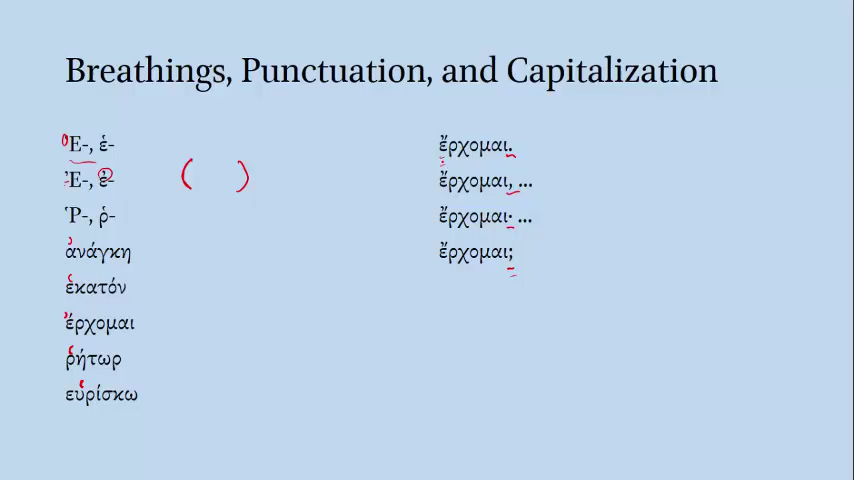 Breathings, Punctuation, and Capitalization
Ἑ-, ἑ-
Ἐ-, ἐ-
Ῥ-, ῥ-
ἀνάγκη
ἑκατόν
ἔρχομαι
ῥήτωρ
εὑρίσκω
( )
ἔρχομαι.
ἔρχομαι, ...
ἔρχομαι· ...
ἔρχομαι;